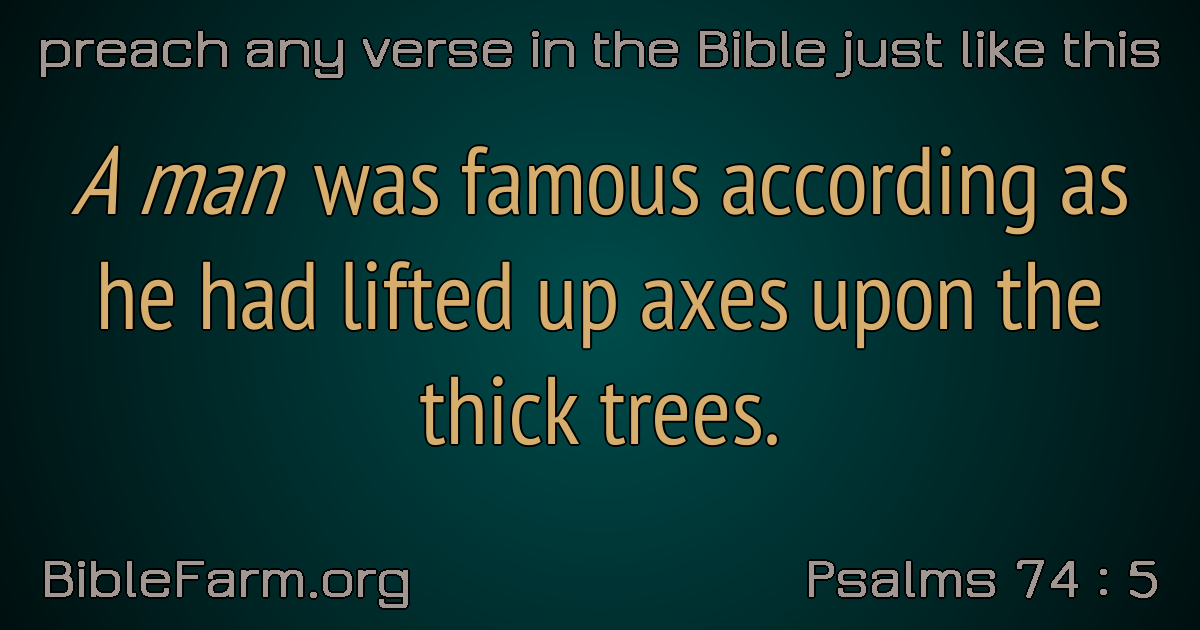 preach any verse in the Bible just like this
A man was famous according as
he had lifted up axes upon the
thick trees.
BibleFarm.org
Psalms 74 : 5